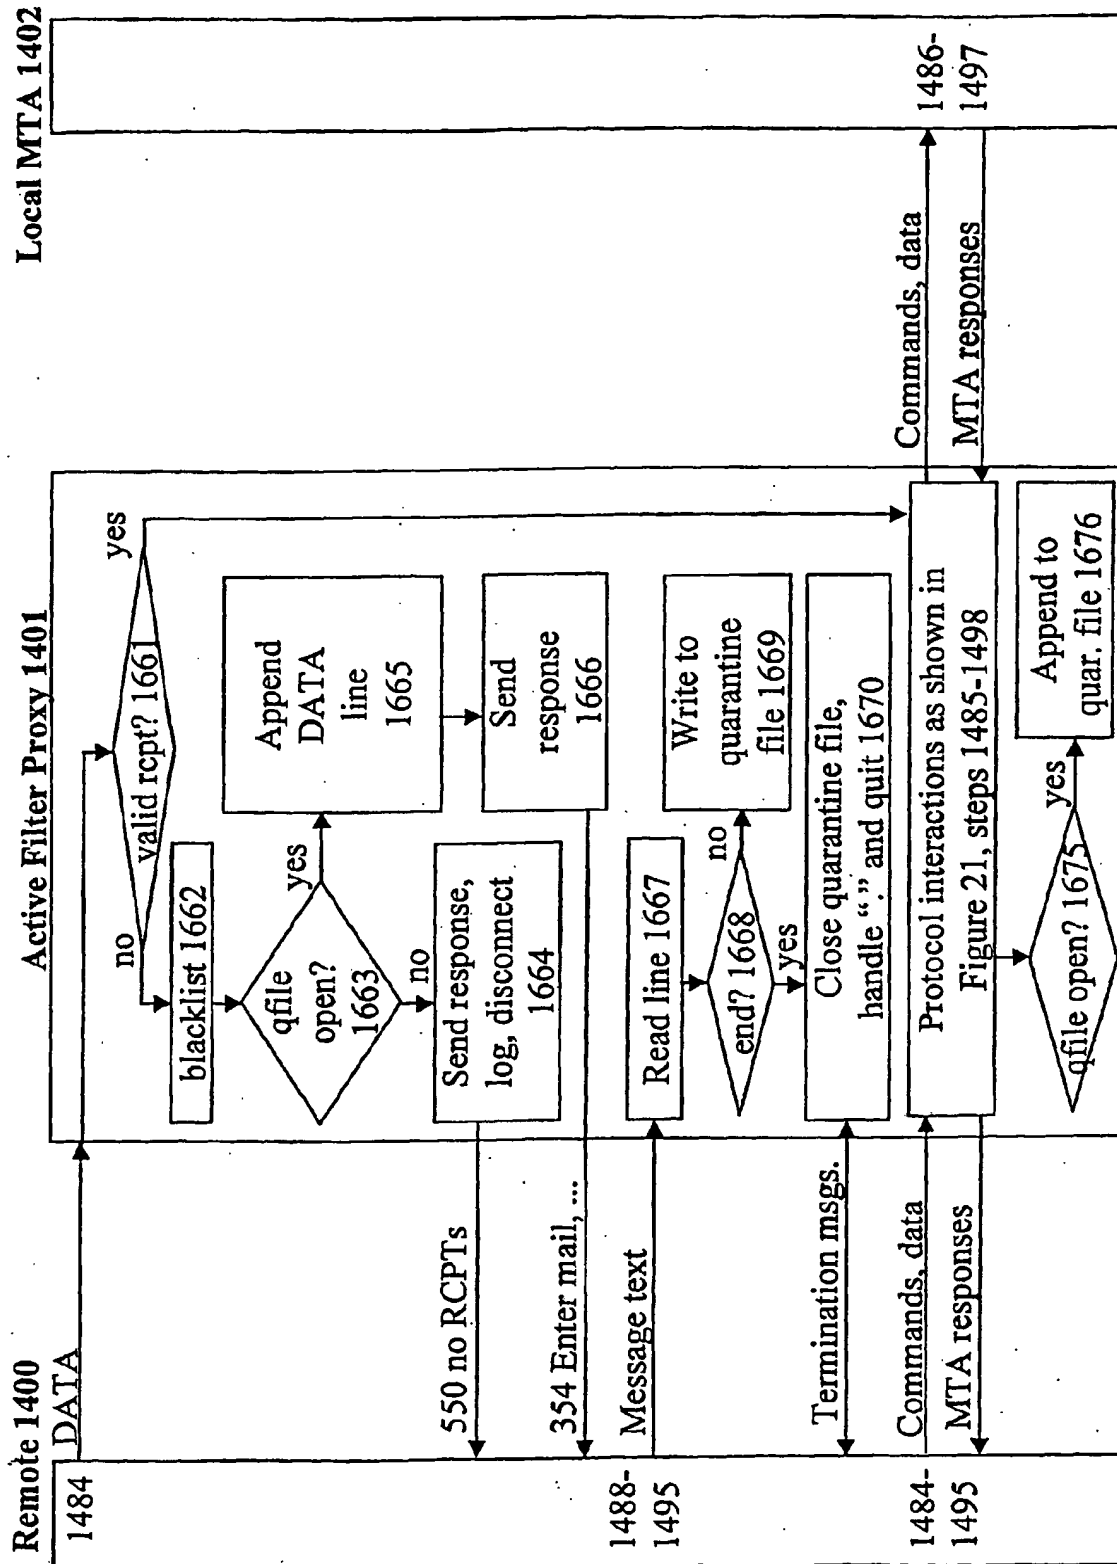 Remote 1400
Active Filter Proxy 1401
Local MTA 1402
1484
DATA
valid rcpt? 1661
yes
no
blacklist 1662
qfile
open?
1663
yes
Append
DATA
line
1665
no
Send response,
log, disconnect
1664
550 no RCPTs
Send
response
1666
354 Enter mail, ...
1488-
1495
Message text
Read line 1667
end? 1668
no
Write to
quarantine
file 1669
yes
Close quarantine file,
handle “.” and quit 1670
Termination msgs.
1484-
1495
Commands, data
MTA responses
Protocol interactions as shown in
Figure 21, steps 1485-1498
Commands, data
MTA responses
1486-
1497
qfile open? 1675
yes
Append to
quar. file 1676